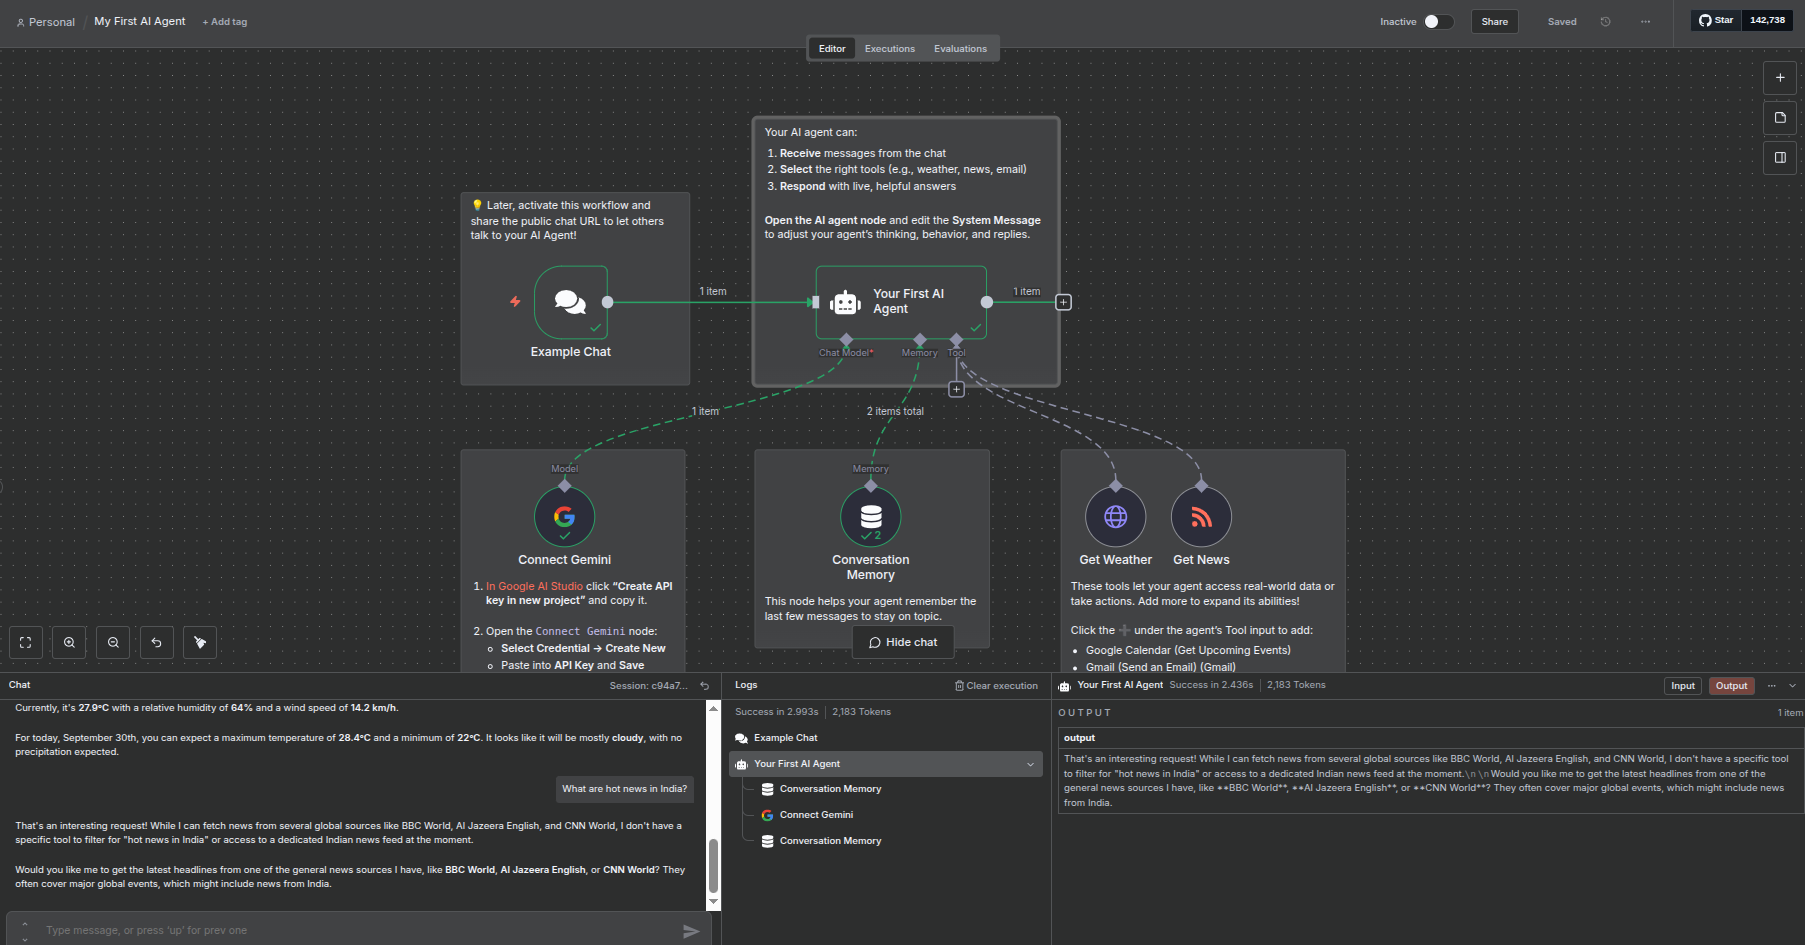 Personal / My First AI Agent + Add tag
Inactive Share Saved Star 142,738
Editor Executions Evaluations
Your AI agent can:
1. Receive messages from the chat
2. Select the right tools (e.g., weather, news, email)
3. Respond with live, helpful answers
Open the AI agent node and edit the System Message
to adjust your agent's thinking, behavior, and replies.
💡 Later, activate this workflow and
share the public chat URL to let others
talk to your AI Agent!
1 item
Your First AI
Agent
1 item
Example Chat
Chat Model*
Memory
Tool
1 item
2 items total
Model
Connect Gemini
1. In Google AI Studio click “Create API
key in new project” and copy it.
2. Open the Connect Gemini node:
Select Credential → Create New
Paste into API Key and Save
Memory
2
Conversation
Memory
This node helps your agent remember the
last few messages to stay on topic.
Get Weather
Get News
These tools let your agent access real-world data or
take actions. Add more to expand its abilities!
Click the ➕ under the agent's Tool input to add:
• Google Calendar (Get Upcoming Events)
• Gmail (Send an Email) (Gmail)
Hide chat
Chat
Session: c94a7...
Currently, it's 27.9°C with a relative humidity of 64% and a wind speed of 14.2 km/h.
For today, September 30th, you can expect a maximum temperature of 28.4°C and a minimum of 22°C. It looks like it will be mostly cloudy, with no
precipitation expected.
What are hot news in India?
That's an interesting request! While I can fetch news from several global sources like BBC World, Al Jazeera English, and CNN World, I don't have a
specific tool to filter for "hot news in India" or access to a dedicated Indian news feed at the moment.
Would you like me to get the latest headlines from one of the general news sources I have, like BBC World, Al Jazeera English, or CNN World? They
often cover major global events, which might include news from India.
Type message, or press 'up' for prev one
Logs
Clear execution
Success in 2.993s | 2,183 Tokens
Example Chat
Your First AI Agent
Conversation Memory
Connect Gemini
Conversation Memory
Your First AI Agent Success in 2.436s | 2,183 Tokens
Input Output
OUTPUT
1 item
output
That's an interesting request! While I can fetch news from several global sources like BBC World, Al Jazeera English, and CNN World, I don't have a specific tool
to filter for "hot news in India" or access to a dedicated Indian news feed at the moment.\n \n Would you like me to get the latest headlines from one of the
general news sources I have, like **BBC World**, **Al Jazeera English**, or **CNN World**? They often cover major global events, which might include news
from India.